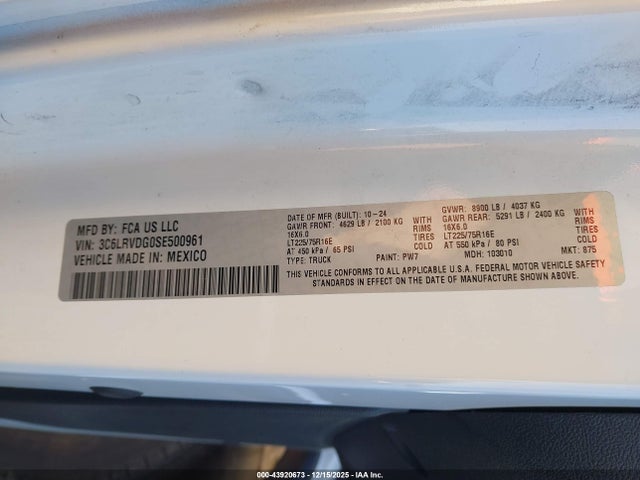 MFD BY: FCA US LLC
VIN: 3C6LRVDG0SE500961
VEHICLE MADE IN: MEXICO
DATE OF MFR (BUILT): 10-24
GAWR FRONT: 4629 LB / 2100 KG
16X6.0 WITH RIMS
LT225/75R16E TIRES
AT 450 kPa / 65 PSI
TYPE: TRUCK
PAINT: PW7
GVWR: 8900 LB / 4037 KG
GAWR REAR: 5291 LB / 2400 KG
16X6.0 WITH RIMS
LT225/75R16E TIRES
AT 550 kPa / 80 PSI
MDH: 103010 MKT: 875
THIS VEHICLE CONFORMS TO ALL APPLICABLE U.S.A. FEDERAL MOTOR VEHICLE SAFETY
STANDARDS IN EFFECT ON THE DATE OF MANUFACTURE SHOWN ABOVE.
000-43920673 - 12/15/2025 - IAA Inc.